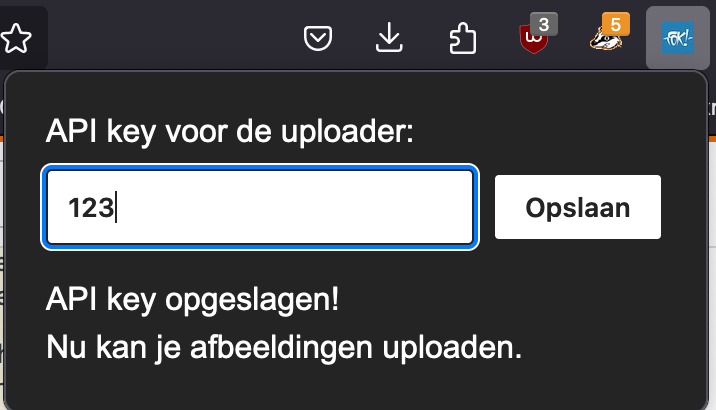 3
5
FOK!
API key voor de uploader:
123
Opslaan
API key opgeslagen!
Nu kan je afbeeldingen uploaden.